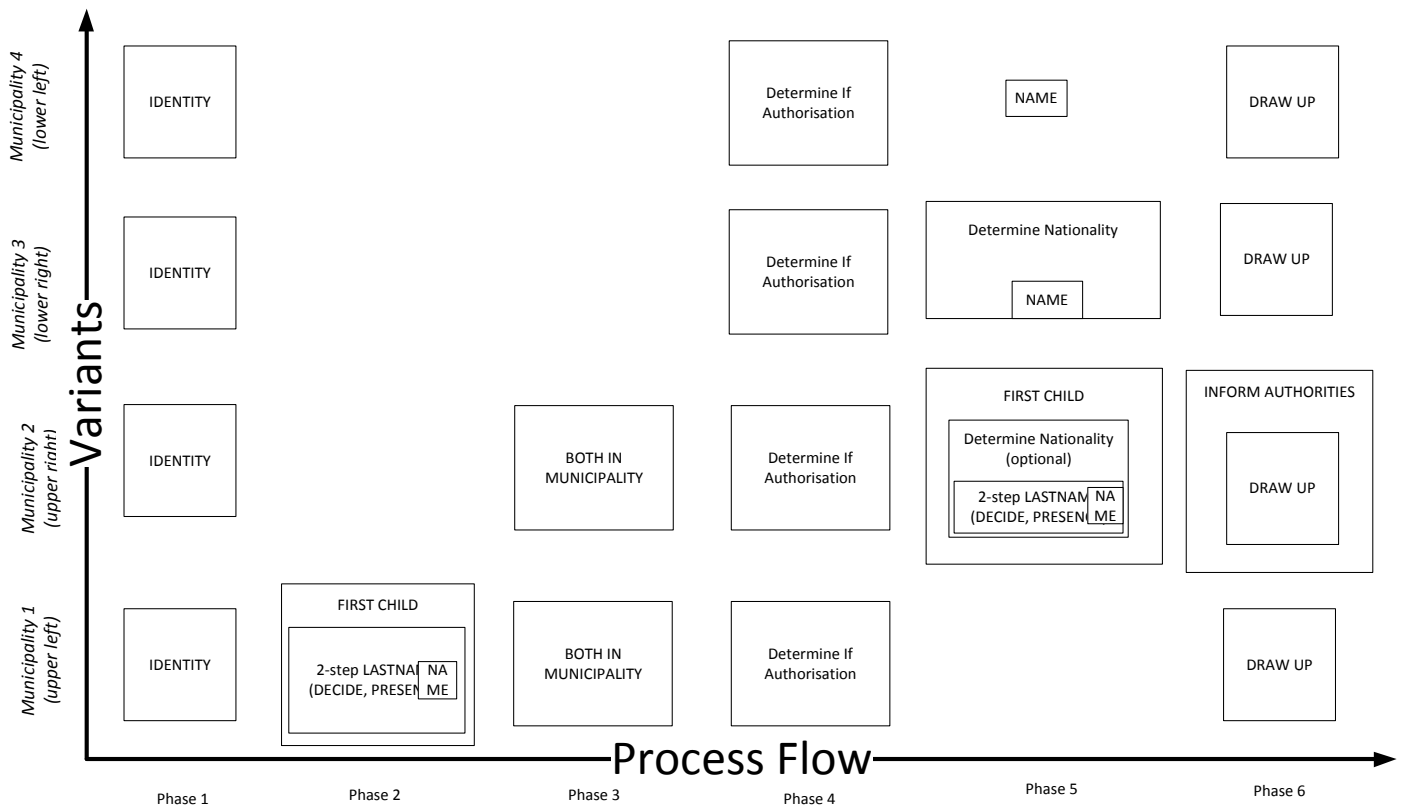 Municipality 4
(lower left)
IDENTITY
Determine If
Authorisation
NAME
DRAW UP
Municipality 3
(lower right)
IDENTITY
Determine If
Authorisation
Determine Nationality
NAME
DRAW UP
Variants
Municipality 2
(upper right)
IDENTITY
BOTH IN
MUNICIPALITY
Determine If
Authorisation
FIRST CHILD
Determine Nationality
(optional)
2-step
(DECIDE,
NA
ME
INFORM AUTHORITIES
DRAW UP
Municipality 1
(upper left)
IDENTITY
FIRST CHILD
2-step
(DECIDE,
NA
ME
BOTH IN
MUNICIPALITY
Determine If
Authorisation
DRAW UP
Process Flow
Phase 1
Phase 2
Phase 3
Phase 4
Phase 5
Phase 6